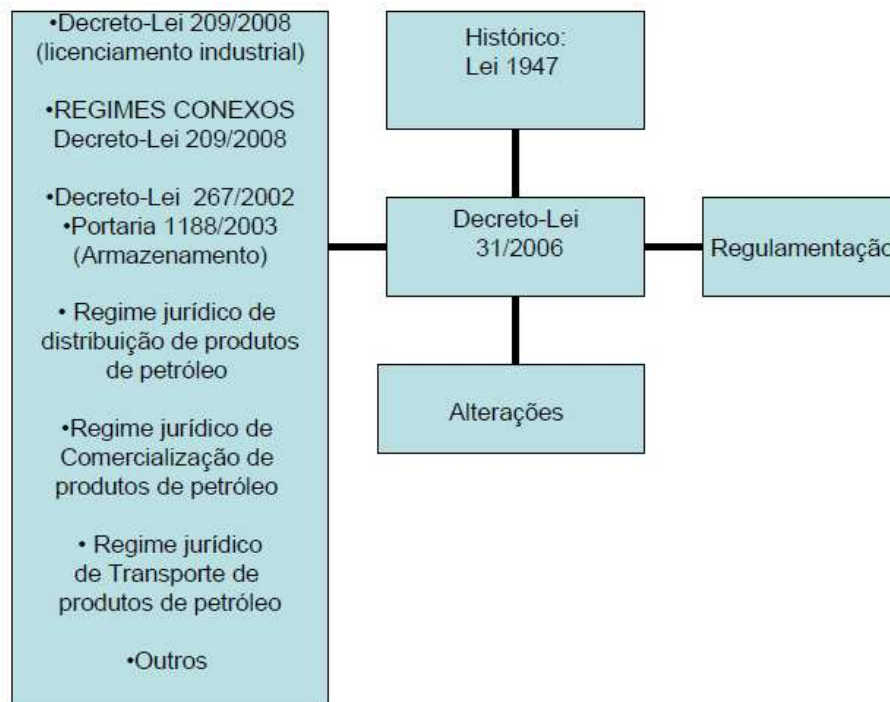 •Decreto-Lei 209/2008
(licenciamento industrial)
•REGIMES CONEXOS
Decreto-Lei 209/2008
•Decreto-Lei 267/2002
•Portaria 1188/2003
(Armazenamento)
• Regime jurídico de
distribuição de produtos
de petróleo
•Regime jurídico de
Comercialização de
produtos de petróleo
• Regime jurídico
de Transporte de
produtos de petróleo
•Outros
Histórico:
Lei 1947
Decreto-Lei
31/2006
Regulamentação
Alterações